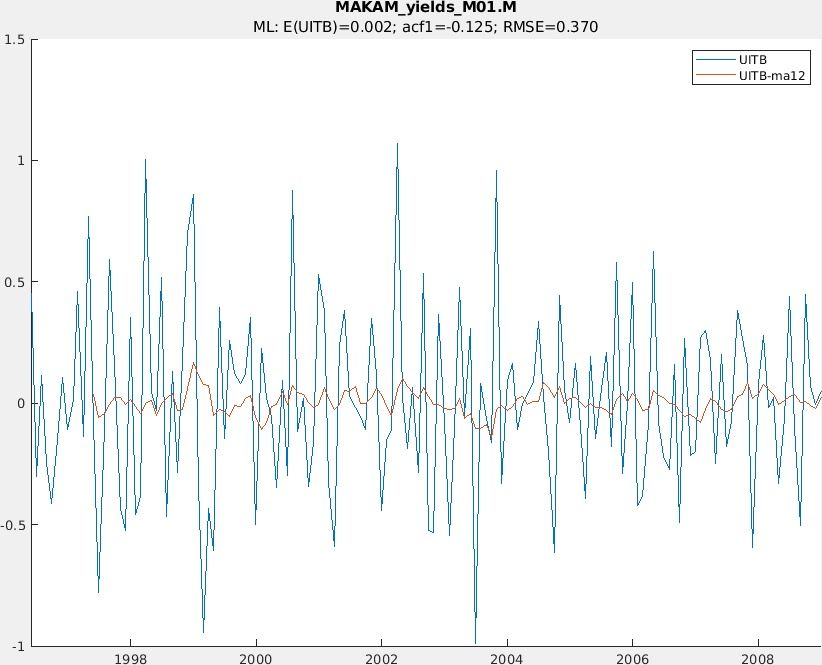 MAKAM_yields_M01.M
ML: E(UITB)=0.002; acf1=-0.125; RMSE=0.370
1.5
UITB
UITB-ma12
1
0.5
0
-0.5
-1
1998 2000 2002 2004 2006 2008